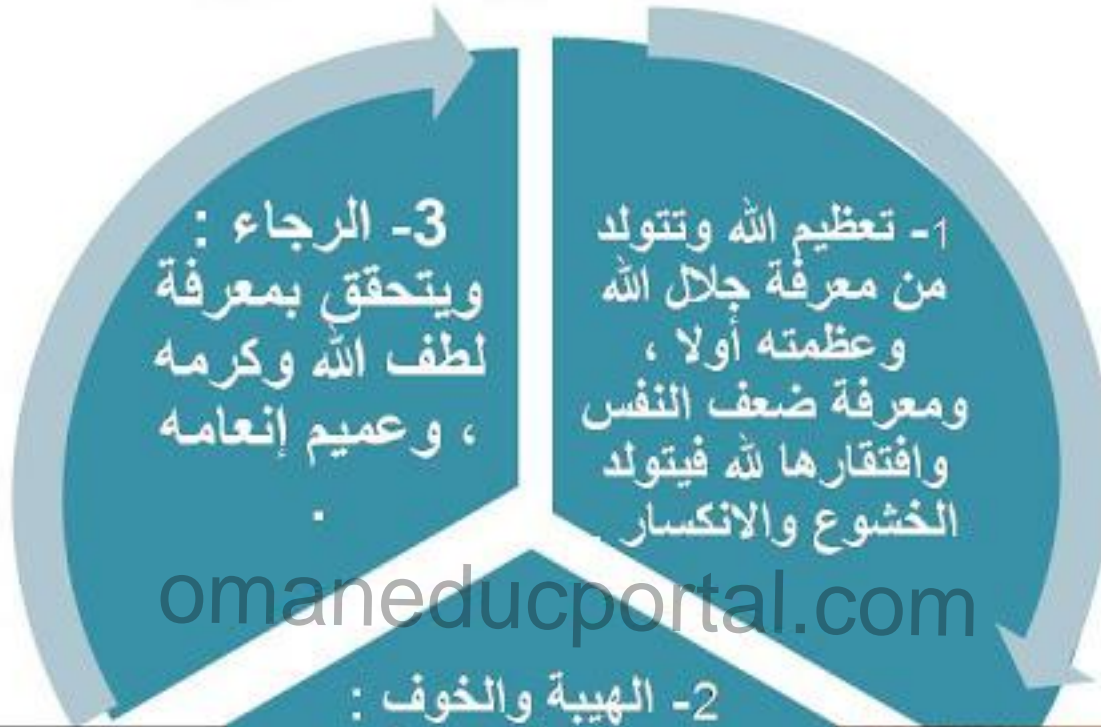 1- تعظيم الله وتتولد
من معرفة جلال الله
وعظمته أولا ،
ومعرفة ضعف النفس
وافتقارها لله فيتولد
الخشوع والانكسار .
2- الهيبة والخوف :
3- الرجاء :
ويتحقق بمعرفة
لطف الله وكرمه
، وعميم إنعامه
.
omaneducportal.com